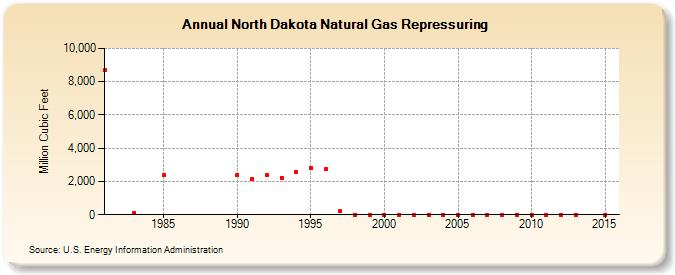 Annual North Dakota Natural Gas Repressuring
Million Cubic Feet
10,000
8,000
6,000
4,000
2,000
0
1985 1990 1995 2000 2005 2010 2015
Source: U.S. Energy Information Administration